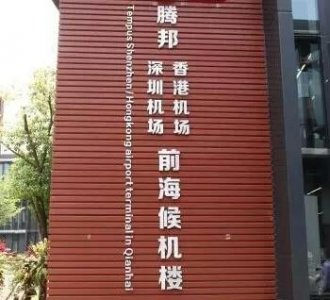 腾邦
香港机场
深圳机场
前海候机楼
Tempus Shenzhen/Hongkong airport terminal in Qianhai